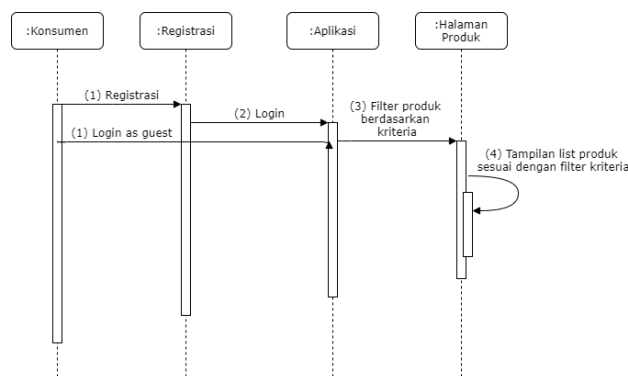 :Konsumen
:Registrasi
:Aplikasi
:Halaman
Produk
(1) Registrasi
(2) Login
(1) Login as guest
(3) Filter produk
berdasarkan
kriteria
(4) Tampilan list produk
sesuai dengan filter kriteria